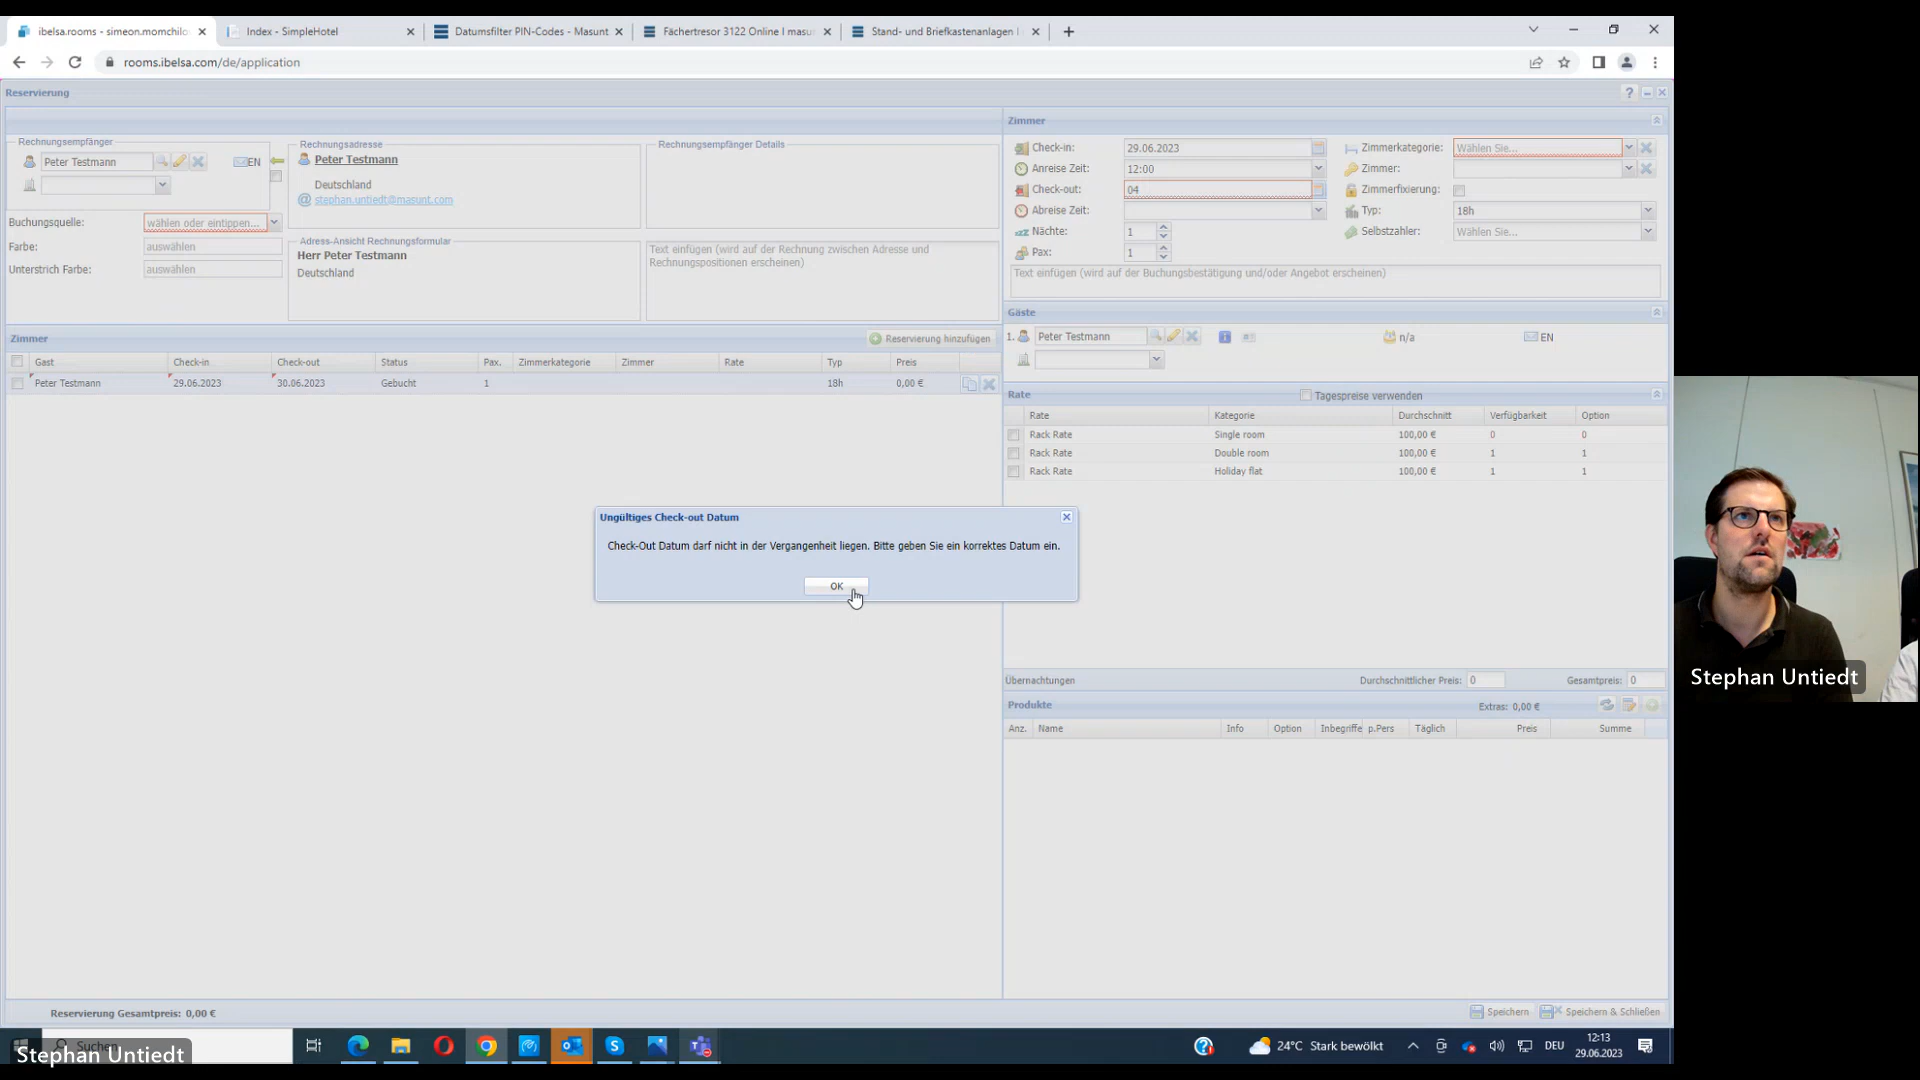 ibelsa.rooms - simeon.momchilo
Index - SimpleHotel
Datumsfilter PIN-Codes - Masunt
Fächertresor 3122 Online I masu
Stand- und Briefkastenanlagen
rooms.ibelsa.com/de/application
Reservierung
Rechnungsempfänger
Peter Testmann
EN
Buchungsquelle:
wählen oder eintippen...
Farbe:
auswählen
Unterstrich Farbe:
auswählen
Rechnungsadresse
Peter Testmann
Deutschland
stephan.untiedt@masunt.com
Adress-Ansicht Rechnungsformular
Herr Peter Testmann
Deutschland
Rechnungsempfänger Details
Text einfügen (wird auf der Rechnung zwischen Adresse und
Rechnungspositionen erscheinen)
Zimmer
Reservierung hinzufügen
Gast Check-in Check-out Status Pax. Zimmerkategorie Zimmer Rate Typ Preis
Peter Testmann 29.06.2023 30.06.2023 Gebucht 1 18h 0,00 €
Zimmer
Check-in: 29.06.2023 Zimmerkategorie: Wählen Sie...
Anreise Zeit: 12:00 Zimmer:
Check-out: 04 Zimmerfixierung:
Abreise Zeit: Typ: 18h
Nächte: 1 Selbstzahler: Wählen Sie...
Pax: 1
Text einfügen (wird auf der Buchungsbestätigung und/oder Angebot erscheinen)
Gäste
1. Peter Testmann n/a EN
Rate Tagespreise verwenden
Rate Kategorie Durchschnitt Verfügbarkeit Option
Rack Rate Single room 100,00 € 0 0
Rack Rate Double room 100,00 € 1 1
Rack Rate Holiday flat 100,00 € 1 1
Ungültiges Check-out Datum
Check-Out Datum darf nicht in der Vergangenheit liegen. Bitte geben Sie ein korrektes Datum ein.
OK
Übernachtungen Durchschnittlicher Preis: 0 Gesamtpreis: 0
Produkte Extras: 0,00 €
Anz. Name Info Option Inbegriffe p.Pers Täglich Preis Summe
Reservierung Gesamtpreis: 0,00 €
Speichern
Speichern & Schließen
Stephan Untiedt
Suchen
Stephan Untiedt
24°C Stark bewölkt
DEU
12:13
29.06.2023